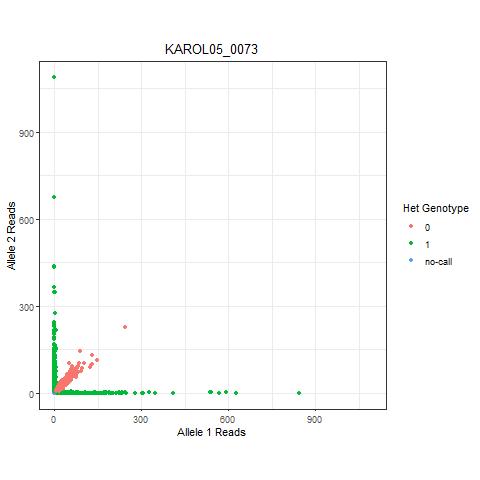 KAROL05_0073
Allele 2 Reads
900
600
300
0
0
300
600
900
Allele 1 Reads
Het Genotype
0
1
no-call